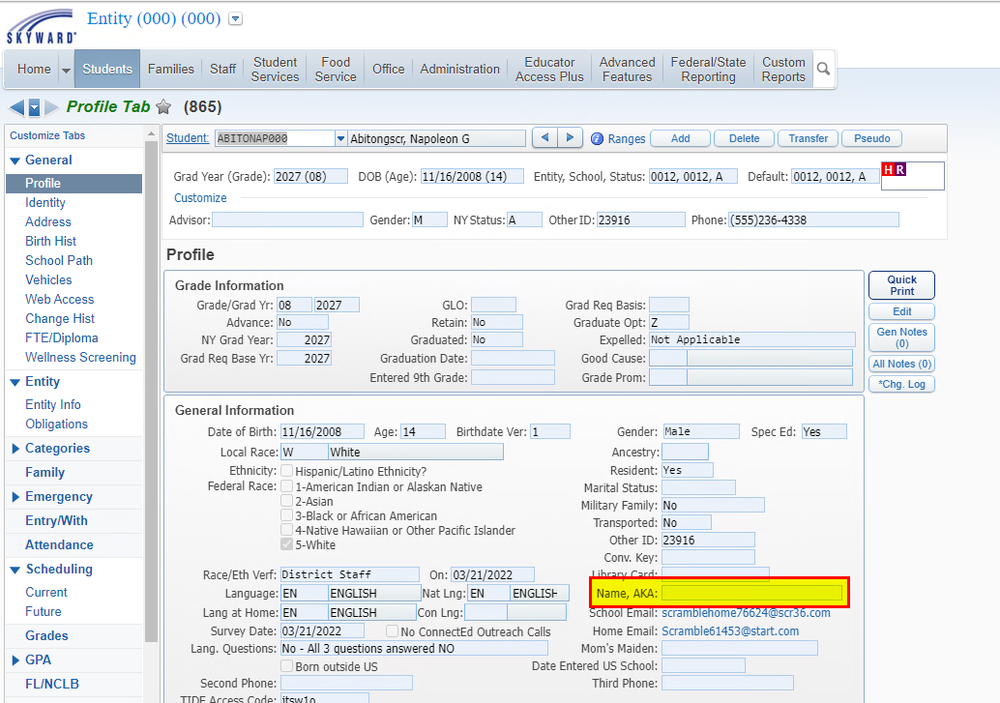 SKYWARD®
Entity (000) (000)
Home Students Families Staff Student Services Food Service Office Administration Educator Access Plus Advanced Features Federal/State Reporting Custom Reports
Profile Tab (865)
Customize Tabs
General
Profile
Identity
Address
Birth Hist
School Path
Vehicles
Web Access
Change Hist
FTE/Diploma
Wellness Screening
Entity
Entity Info
Obligations
Categories
Family
Emergency
Entry/With
Attendance
Scheduling
Current
Future
Grades
GPA
FL/NCLB
Student: ABITONAP000 Abitongscr, Napoleon G Ranges Add Delete Transfer Pseudo
Grad Year (Grade): 2027 (08) DOB (Age): 11/16/2008 (14) Entity, School, Status: 0012, 0012, A Default: 0012, 0012, A H R
Customize
Advisor: Gender: M NY Status: A Other ID: 23916 Phone: (555)236-4338
Profile
Grade Information
Grade/Grad Yr: 08 2027 GLO: Grad Req Basis:
Advance: No Retain: No Graduate Opt: Z
NY Grad Year: 2027 Graduated: No Expelled: Not Applicable
Grad Req Base Yr: 2027 Graduation Date: Good Cause:
Entered 9th Grade: Grade Prom:
Quick Print
Edit
Gen Notes (0)
All Notes (0)
*Chg. Log
General Information
Date of Birth: 11/16/2008 Age: 14 Birthdate Ver: 1 Gender: Male Spec Ed: Yes
Local Race: W White Ancestry:
Ethnicity: Hispanic/Latino Ethnicity? Resident: Yes
Federal Race: 1-American Indian or Alaskan Native Marital Status:
2-Asian Military Family: No
3-Black or African American Transported: No
4-Native Hawaiian or Other Pacific Islander Other ID: 23916
5-White Conv. Key:
Race/Eth Verf: District Staff On: 03/21/2022 Library Card:
Language: EN ENGLISH Nat Lng: EN ENGLISH Name, AKA:
Lang at Home: EN ENGLISH Con Lng: School Email: scramblehome76624@scr36.com
Survey Date: 03/21/2022 No ConnectEd Outreach Calls Home Email: Scramble61453@start.com
Lang. Questions: No - All 3 questions answered NO Mom's Maiden:
Born outside US Date Entered US School:
Second Phone: Third Phone:
TIDE Access Code: itsw1o